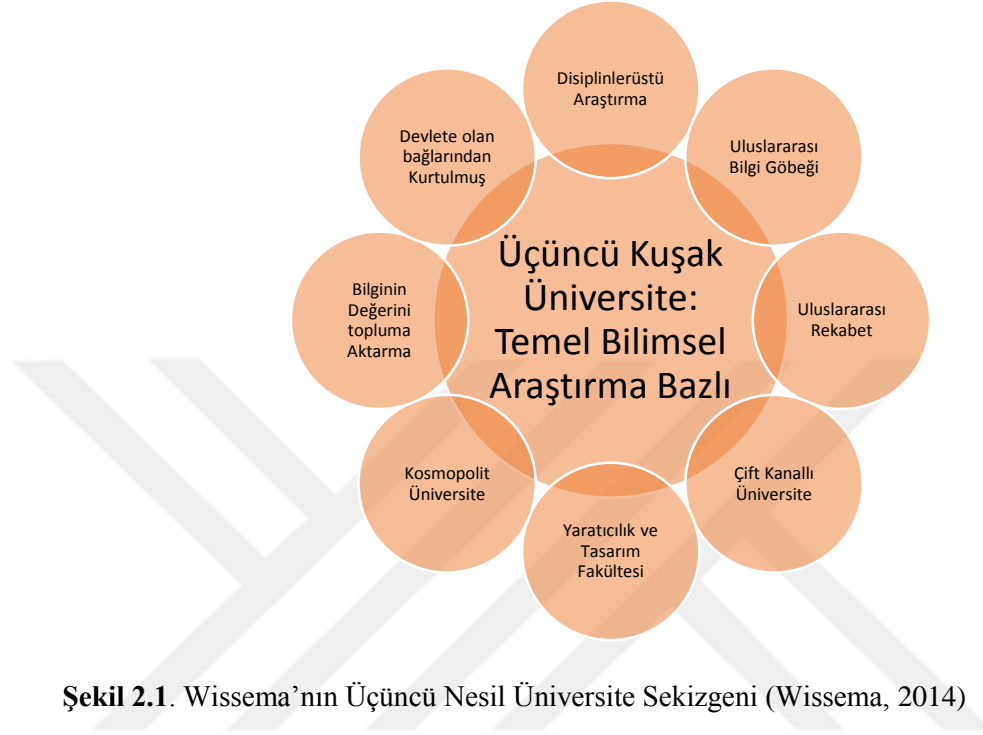 Disiplinlerüstü
Araştırma
Devlete olan
bağlarından
Kurtulmuş
Uluslararası
Bilgi Göbeği
Üçüncü Kuşak
Üniversite:
Temel Bilimsel
Araştırma Bazlı
Bilginin
Değerini
topluma
Aktarma
Uluslararası
Rekabet
Kosmopolit
Üniversite
Çift Kanallı
Üniversite
Yaratıcılık ve
Tasarım
Fakültesi
Şekil 2.1. Wissema’nın Üçüncü Nesil Üniversite Sekizgeni (Wissema, 2014)